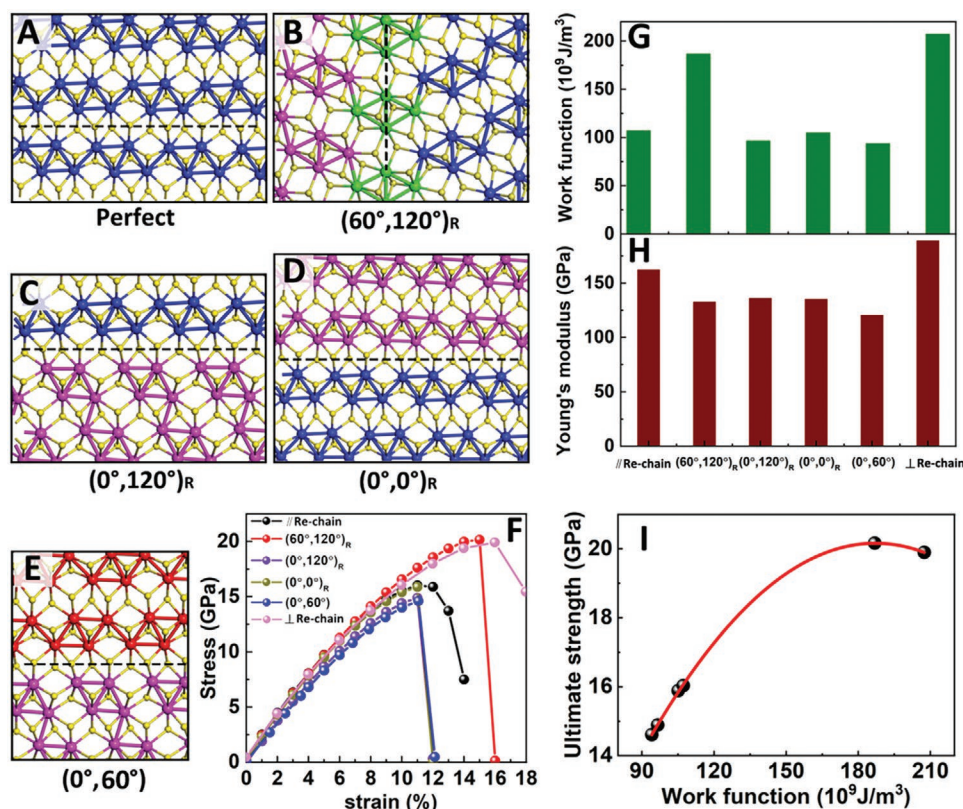 A
Perfect
B
(60°,120°)R
C
(0°,120°)R
D
(0°,0°)R
E
(0°,60°)
F
// Re-chain
(60°,120°)R
(0°,120°)R
(0°,0°)R
(0°,60°)
⊥ Re-chain
20
15
10
5
0
Stress (GPa)
0 2 4 6 8 10 12 14 16 18
strain (%)
G
200
150
100
50
0
Work function (10⁹J/m³)
H
150
100
50
0
Young's modulus (GPa)
// Re-chain (60°,120°)R (0°,120°)R (0°,0°)R (0°,60°) ⊥ Re-chain
I
20
18
16
14
Ultimate strength (GPa)
90 120 150 180 210
Work function (10⁹J/m³)